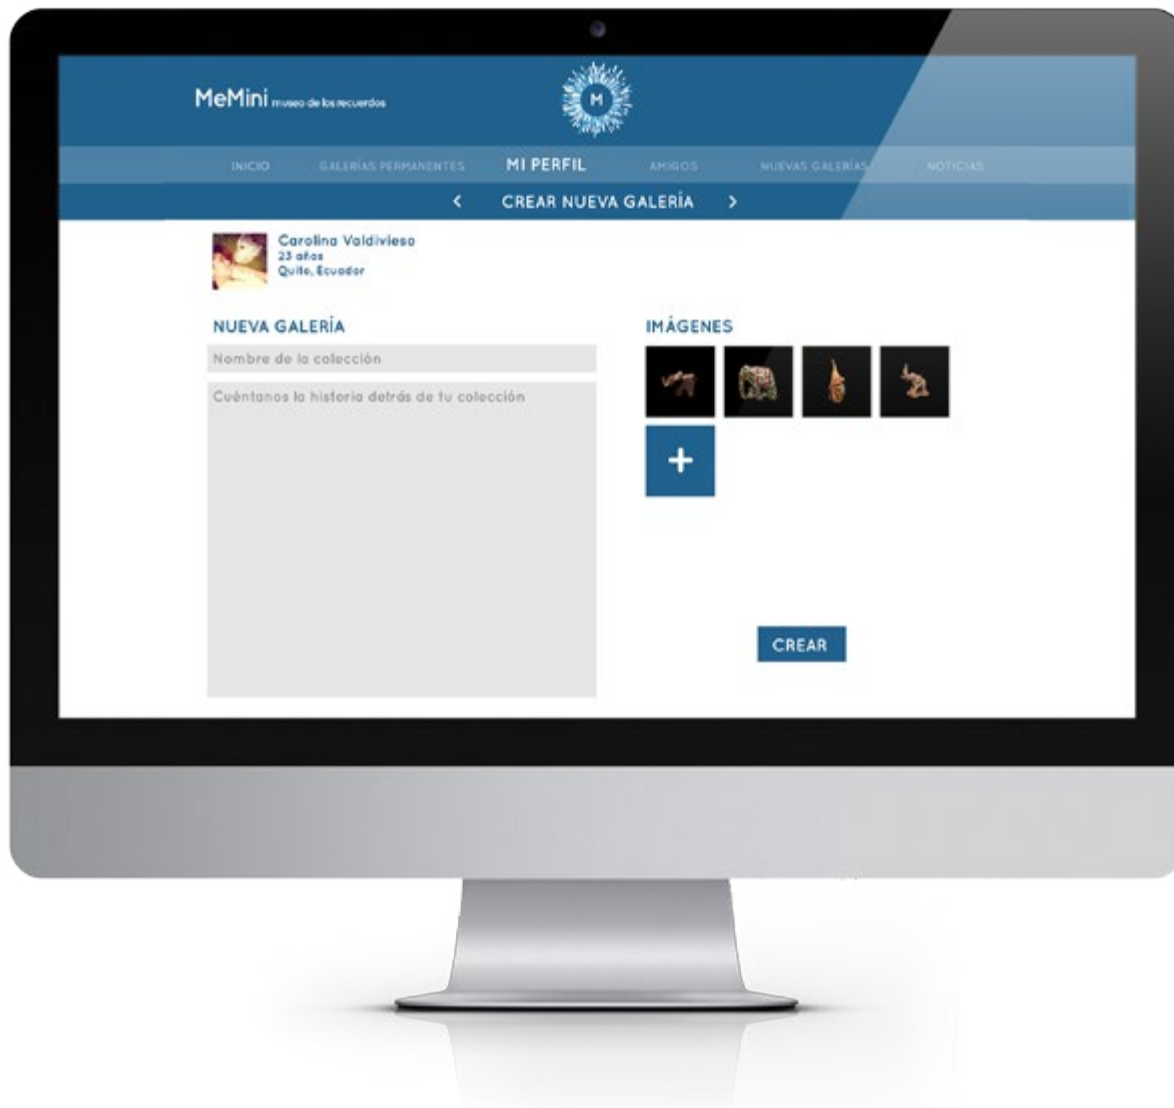 MeMini museo de los recuerdos
M
INICIO GALERÍAS PERMANENTES MI PERFIL AMIGOS NUEVAS GALERÍAS NOTICIAS
< CREAR NUEVA GALERÍA >
Carolina Valdivieso
23 años
Quito, Ecuador
NUEVA GALERÍA
Nombre de la colección
Cuéntanos la historia detrás de tu colección
IMÁGENES
+
CREAR